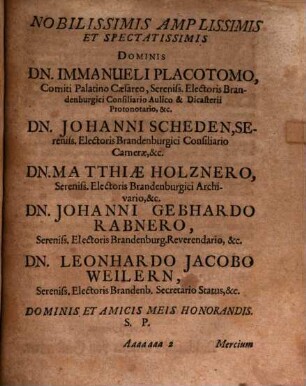 NOBILISSIMIS AMPLISSIMIS
ET SPECTATISSIMIS
DOMINIS
DN. IMMANUELI PLACOTOMO,
Comiti Palatino Cæsareo, Sereniss. Electoris Bran-
denburgici Consiliario Aulico & Dicasterii
Protonotario, &c.
DN. JOHANNI SCHEDEN, SE-
reniss. Electoris Brandenburgici Consiliario
Cameræ, &c.
DN. MATTHIÆ HOLZNERO,
Sereniss. Electoris Brandenburgici Archi-
vario, &c.
DN. JOHANNI GEBHARDO
RABNERO,
Sereniss. Electoris Brandenburg. Reverendario, &c.
DN. LEONHARDO JACOBO
WEILERN,
Sereniss. Electoris Brandenb. Secretario Status, &c.
DOMINIS ET AMICIS MEIS HONORANDIS.
S. P.
Aaaaaaa 2 Mercium